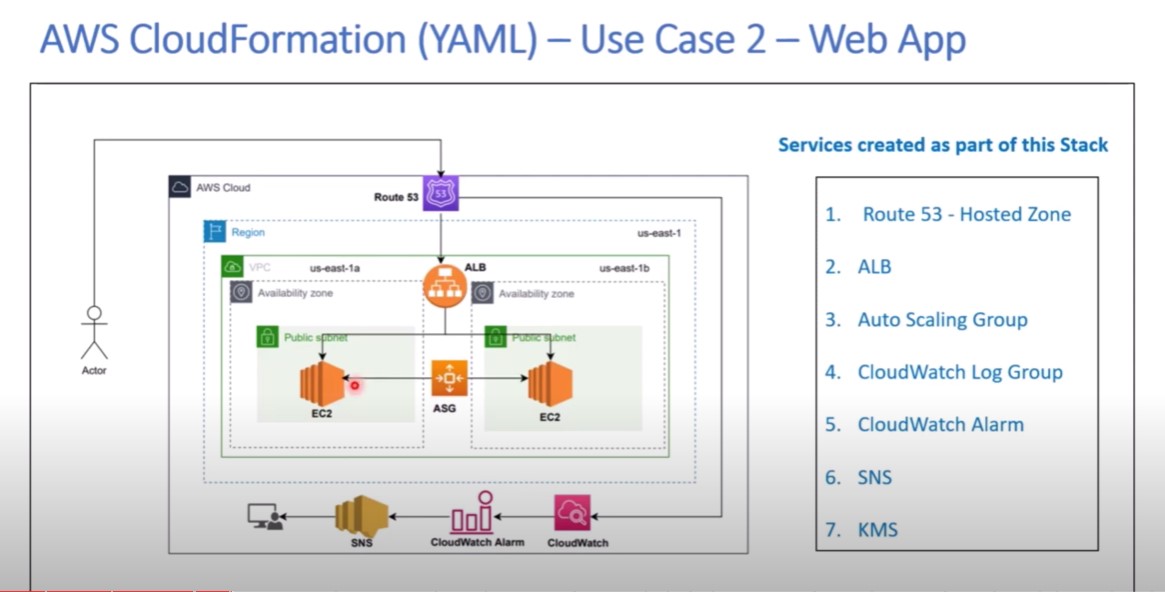 AWS CloudFormation (YAML) – Use Case 2 – Web App
Services created as part of this Stack
AWS Cloud
Route 53
53
Region
us-east-1
VPC
us-east-1a
ALB
us-east-1b
Availability zone
Availability zone
Public subnet
Public subnet
Actor
EC2
ASG
EC2
SNS
CloudWatch Alarm
CloudWatch
1. Route 53 - Hosted Zone
2. ALB
3. Auto Scaling Group
4. CloudWatch Log Group
5. CloudWatch Alarm
6. SNS
7. KMS